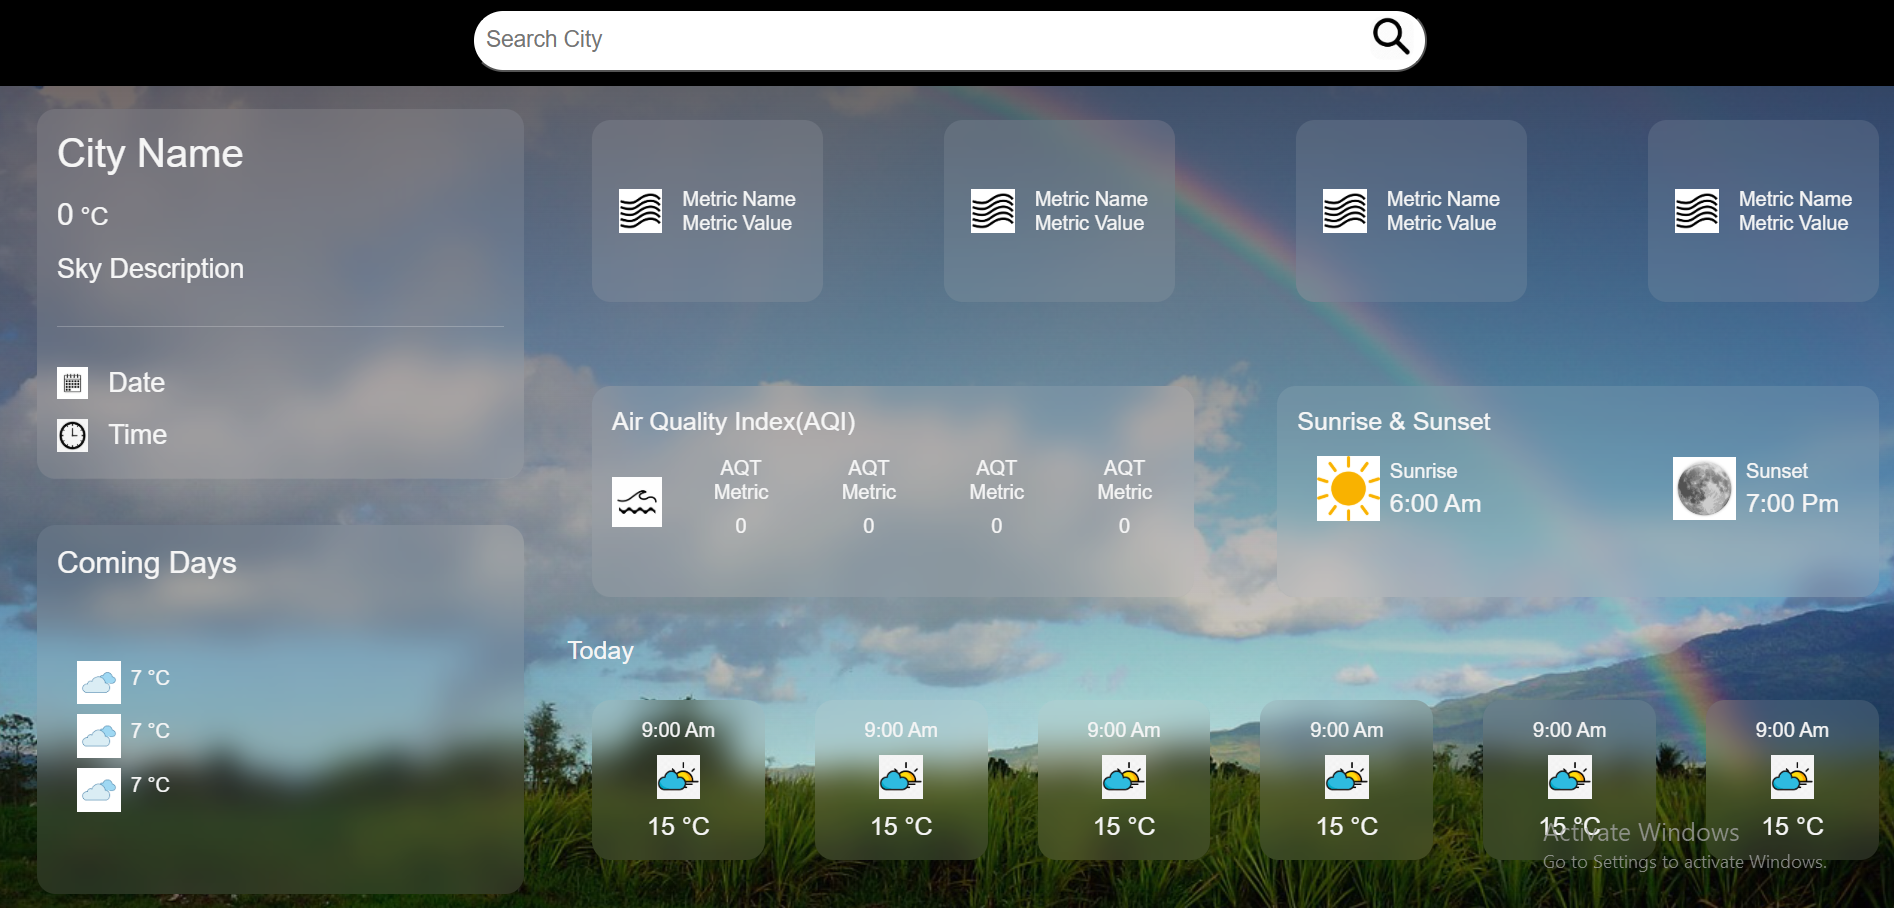 Search City
City Name
0 °C
Sky Description
Date
Time
Coming Days
7 °C
7 °C
7 °C
Metric Name
Metric Value
Metric Name
Metric Value
Metric Name
Metric Value
Metric Name
Metric Value
Air Quality Index(AQI)
AQT
Metric
0
AQT
Metric
0
AQT
Metric
0
AQT
Metric
0
Sunrise & Sunset
Sunrise
6:00 Am
Sunset
7:00 Pm
Today
9:00 Am
15 °C
9:00 Am
15 °C
9:00 Am
15 °C
9:00 Am
15 °C
9:00 Am
15 °C
9:00 Am
15 °C
Activate Windows
Go to Settings to activate Windows.